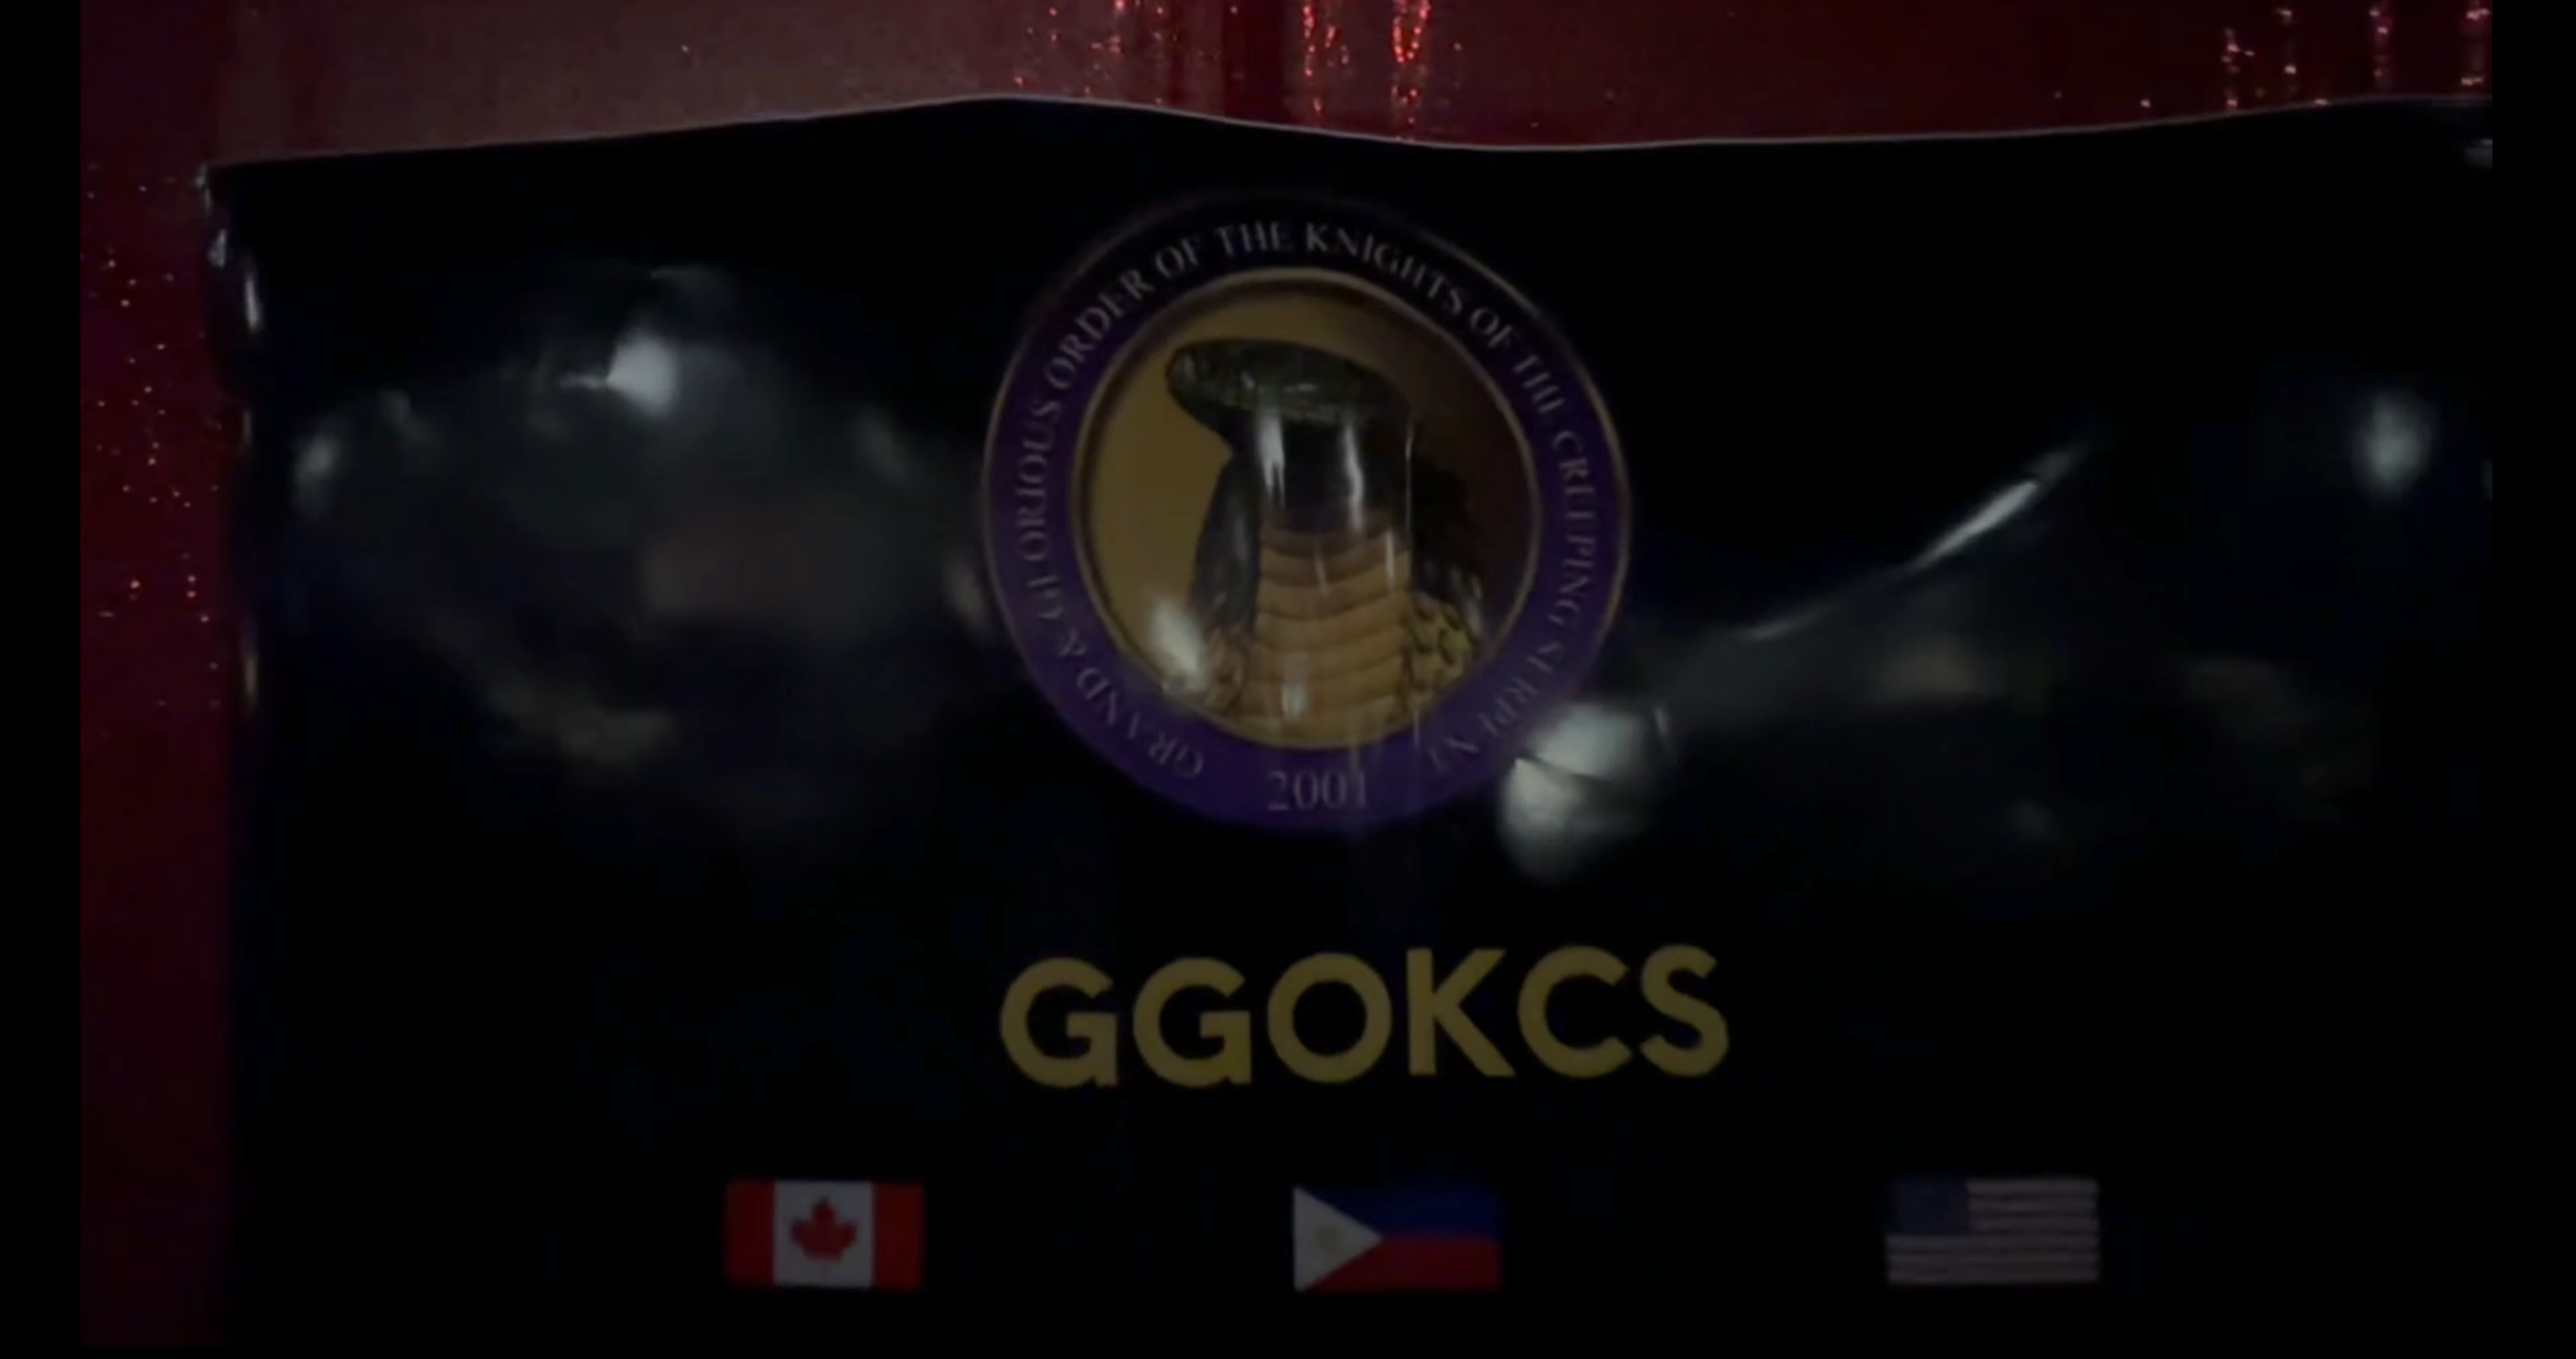 GRAND & GLORIOUS ORDER OF THE KNIGHTS OF THE CREEPING SERPENT
2001
GGOKCS